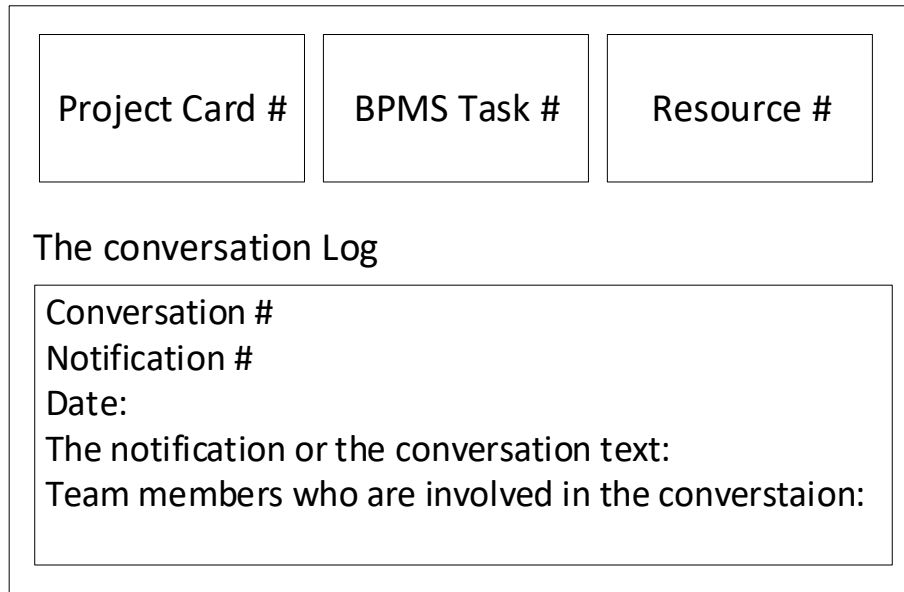 Project Card #
BPMS Task #
Resource #
The conversation Log
Conversation #
Notification #
Date:
The notification or the conversation text:
Team members who are involved in the converstaion: